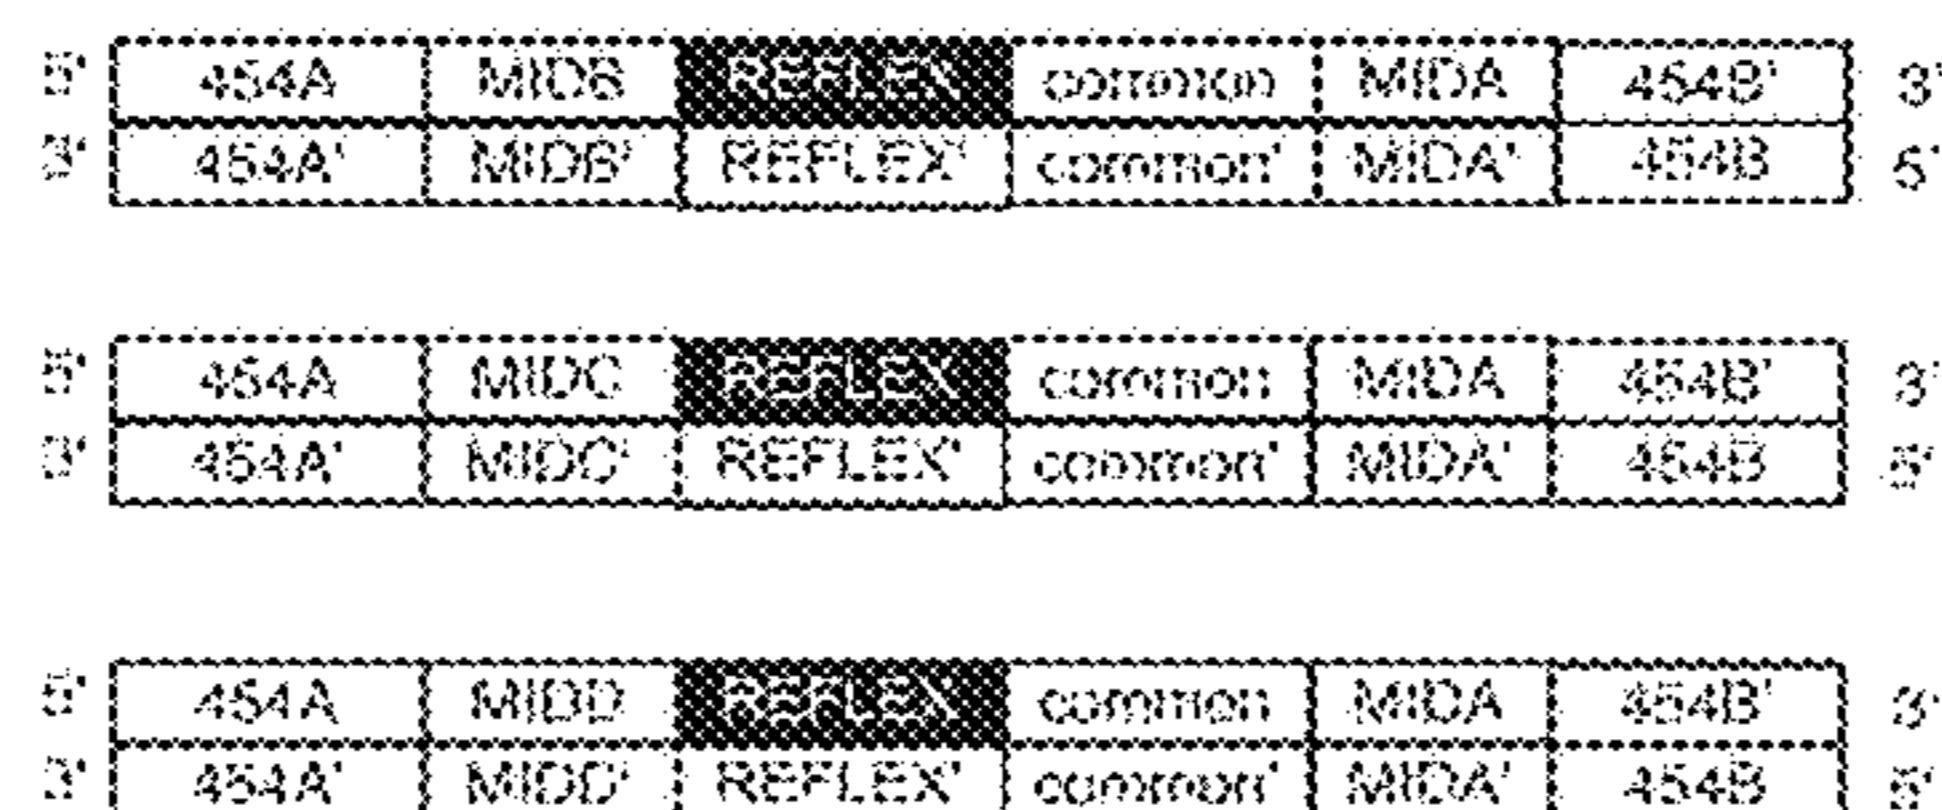 5' 454A MIDB REFLEX common MIDA 454B' 3'
3' 454A' MIDB' REFLEX' common' MIDA' 454B 5'
5' 454A MIDC REFLEX common MIDA 454B' 3'
3' 454A' MIDC' REFLEX' common' MIDA' 454B 5'
5' 454A MIDD REFLEX common MIDA 454B' 3'
3' 454A' MIDD' REFLEX' common' MIDA' 454B 5'